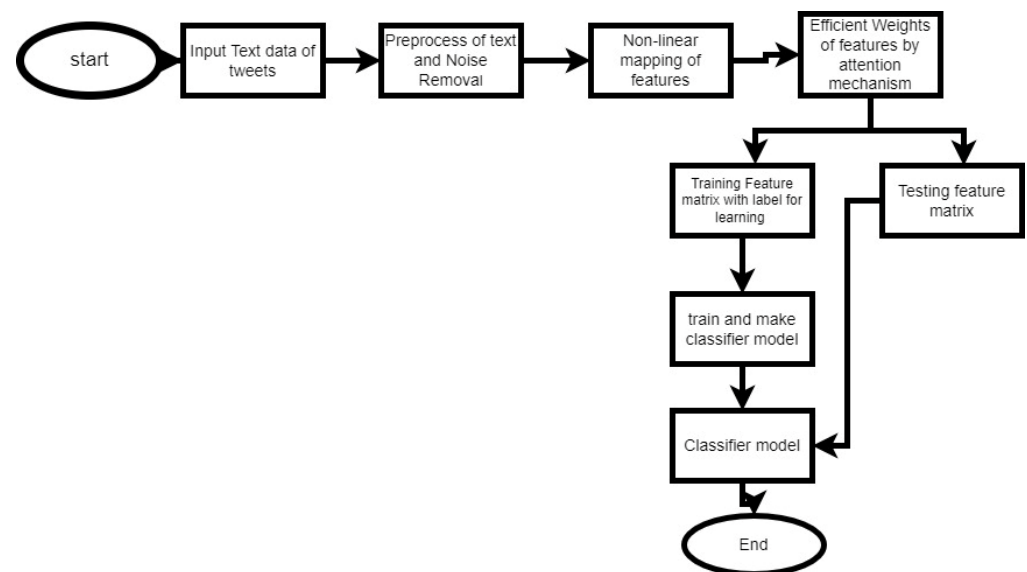 start
Input Text data of
tweets
Preprocess of text
and Noise
Removal
Non-linear
mapping of
features
Efficient Weights
of features by
attention
mechanism
Training Feature
matrix with label for
learning
Testing feature
matrix
train and make
classifier model
Classifier model
End